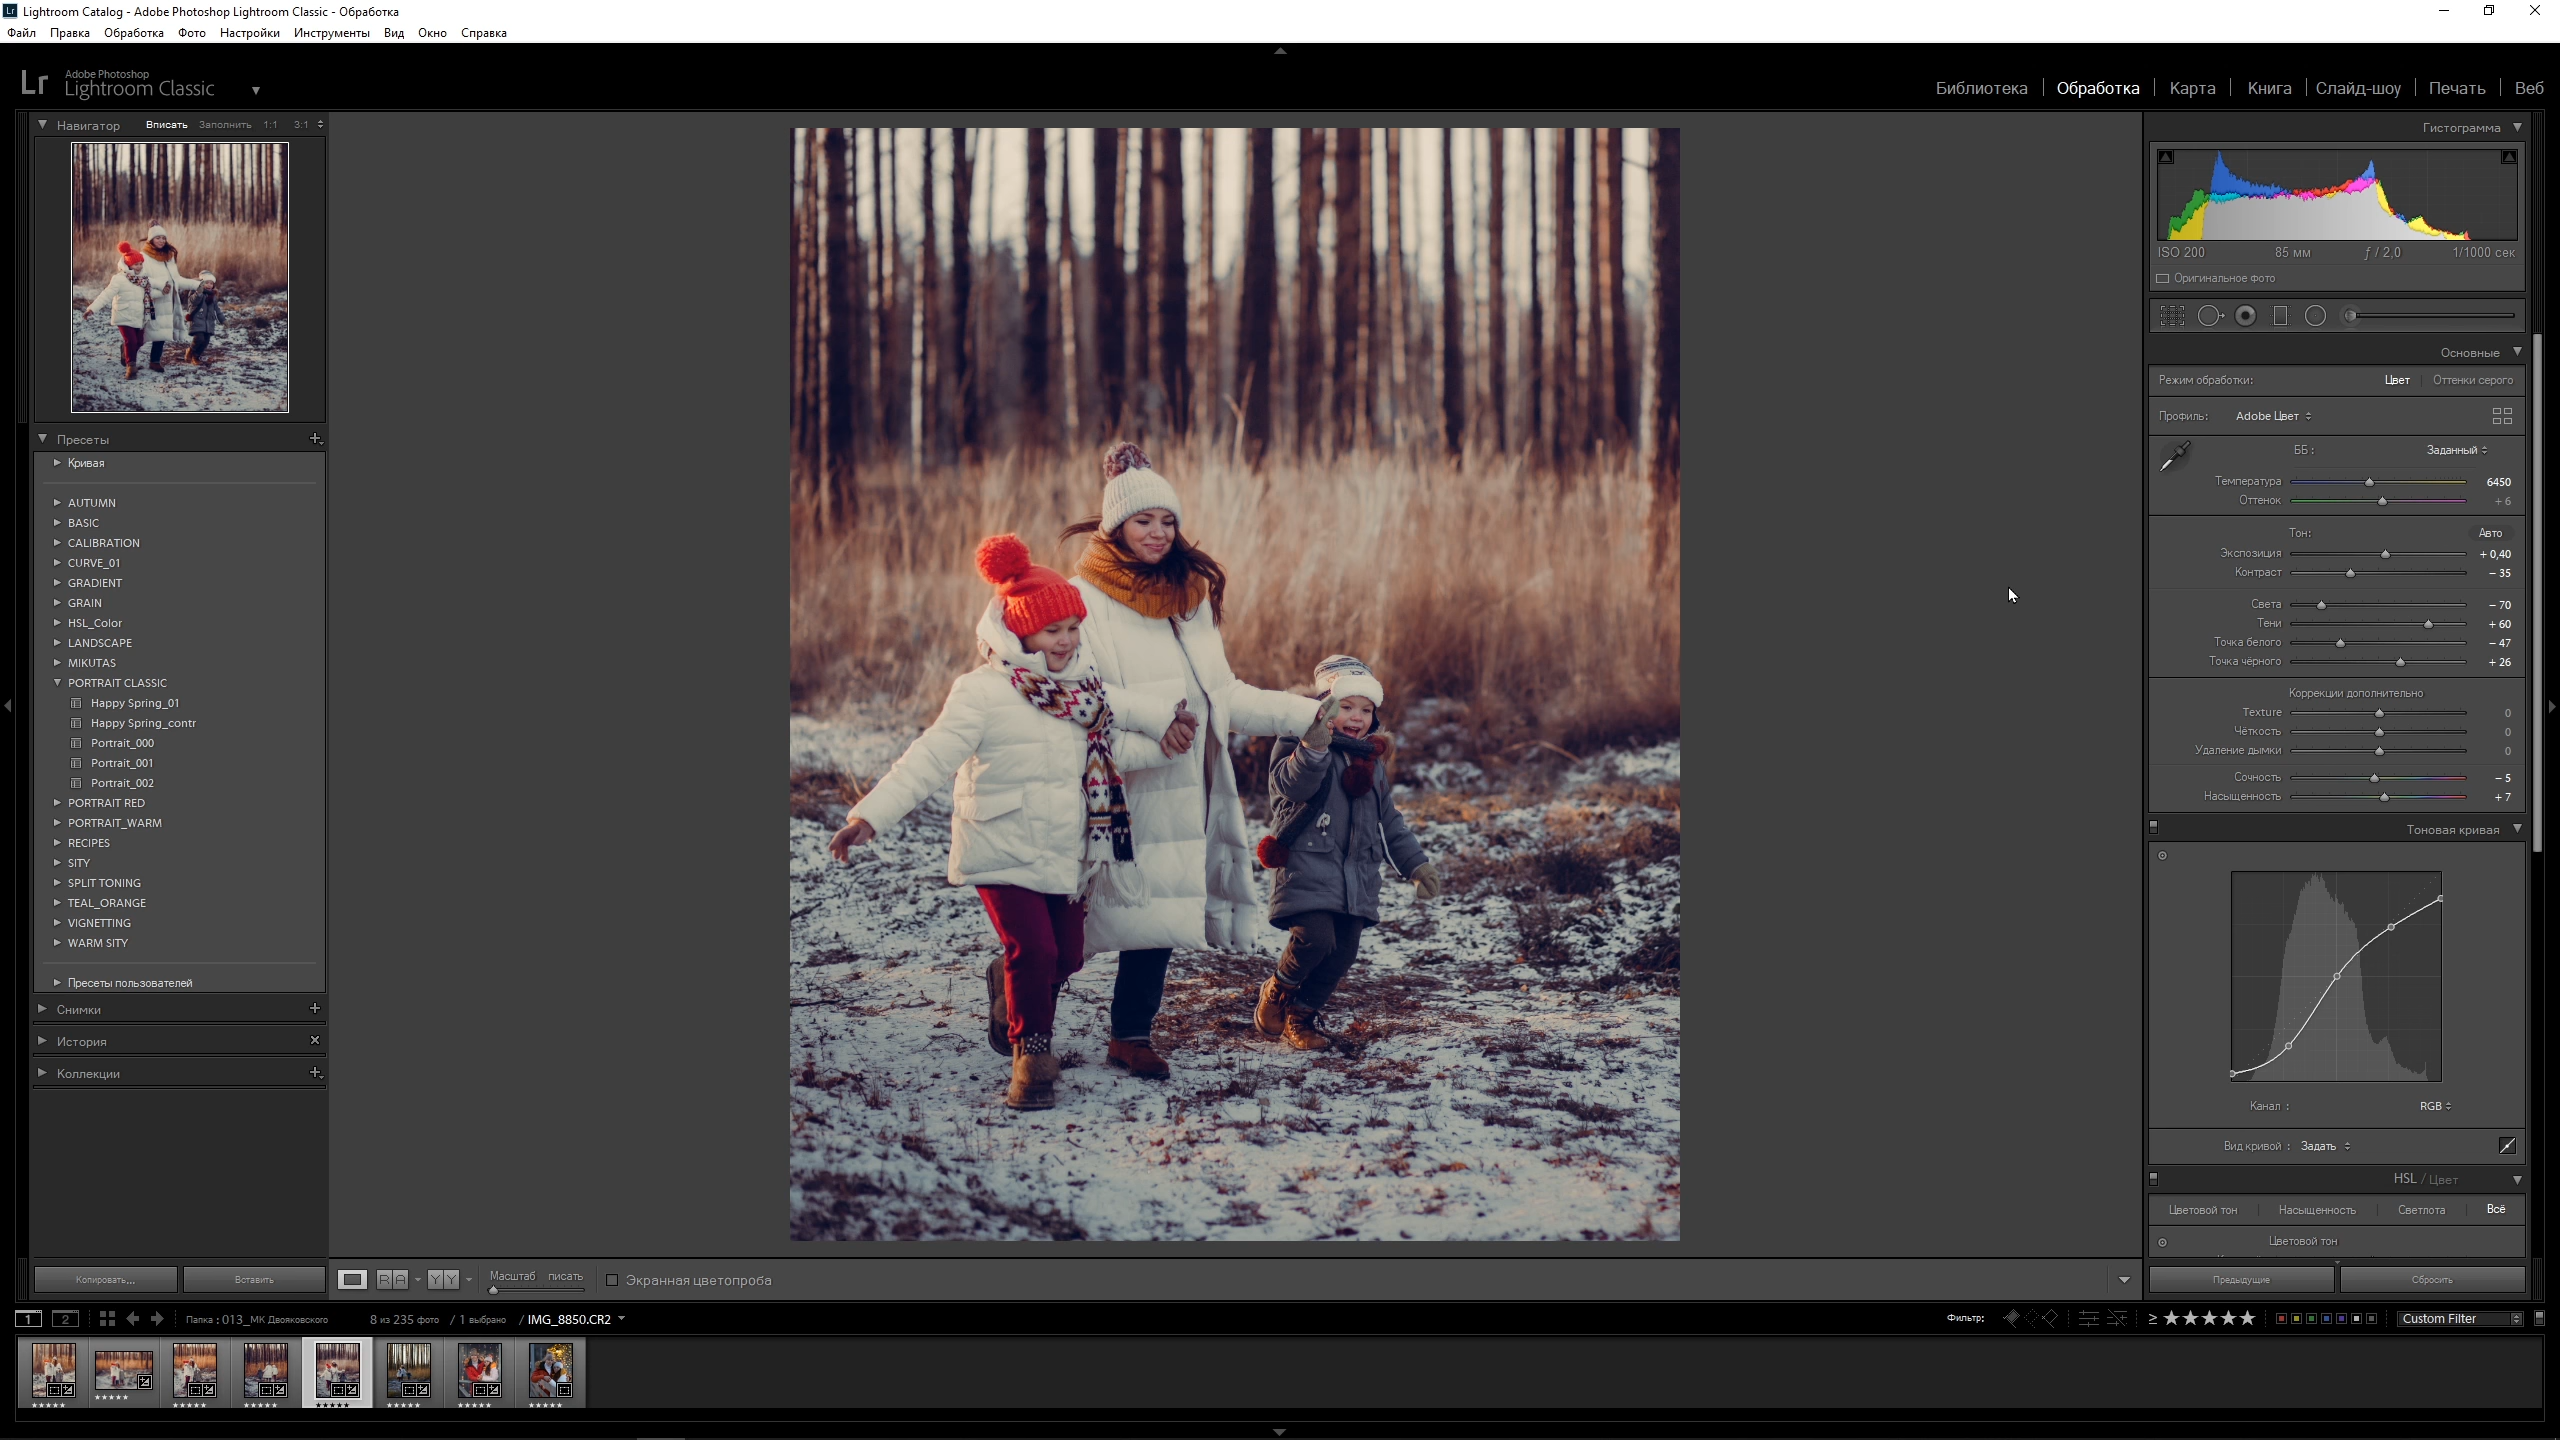 Lightroom Catalog - Adobe Photoshop Lightroom Classic - Обработка
Файл Правка Обработка Фото Настройки Инструменты Вид Окно Справка
Lr Adobe Photoshop
Lightroom Classic
Библиотека Обработка Карта Книга Слайд-шоу Печать Веб
Навигатор Вписать Заполнить 1:1 3:1
Пресеты
Кривая
AUTUMN
BASIC
CALIBRATION
CURVE_01
GRADIENT
GRAIN
HSL_Color
LANDSCAPE
MIKUTAS
PORTRAIT CLASSIC
Happy Spring_01
Happy Spring_contr
Portrait_000
Portrait_001
Portrait_002
PORTRAIT RED
PORTRAIT_WARM
RECIPES
SITY
SPLIT TONING
TEAL_ORANGE
VIGNETTING
WARM SITY
Пресеты пользователей
Снимки
История
Коллекции
Копировать...
Вставить
R A
Y Y
Масштаб писать
Экранная цветопроба
Гистограмма
ISO 200 85 мм ƒ / 2,0 1/1000 сек
Оригинальное фото
Основные
Режим обработки: Цвет Оттенки серого
Профиль: Adobe Цвет
ББ : Заданный
Температура 6450
Оттенок + 6
Тон: Авто
Экспозиция + 0,40
Контраст – 35
Света – 70
Тени + 60
Точка белого – 47
Точка чёрного + 26
Коррекции дополнительно
Texture 0
Чёткость 0
Удаление дымки 0
Сочность – 5
Насыщенность + 7
Тоновая кривая
Канал : RGB
Вид кривой : Задать
HSL / Цвет
Цветовой тон Насыщенность Светлота Всё
Цветовой тон
Предыдущие
Сбросить
1 2 Папка : 013_МК Двояковского 8 из 235 фото / 1 выбрано / IMG_8850.CR2 Фильтр: ≥ ★★★★★ Custom Filter